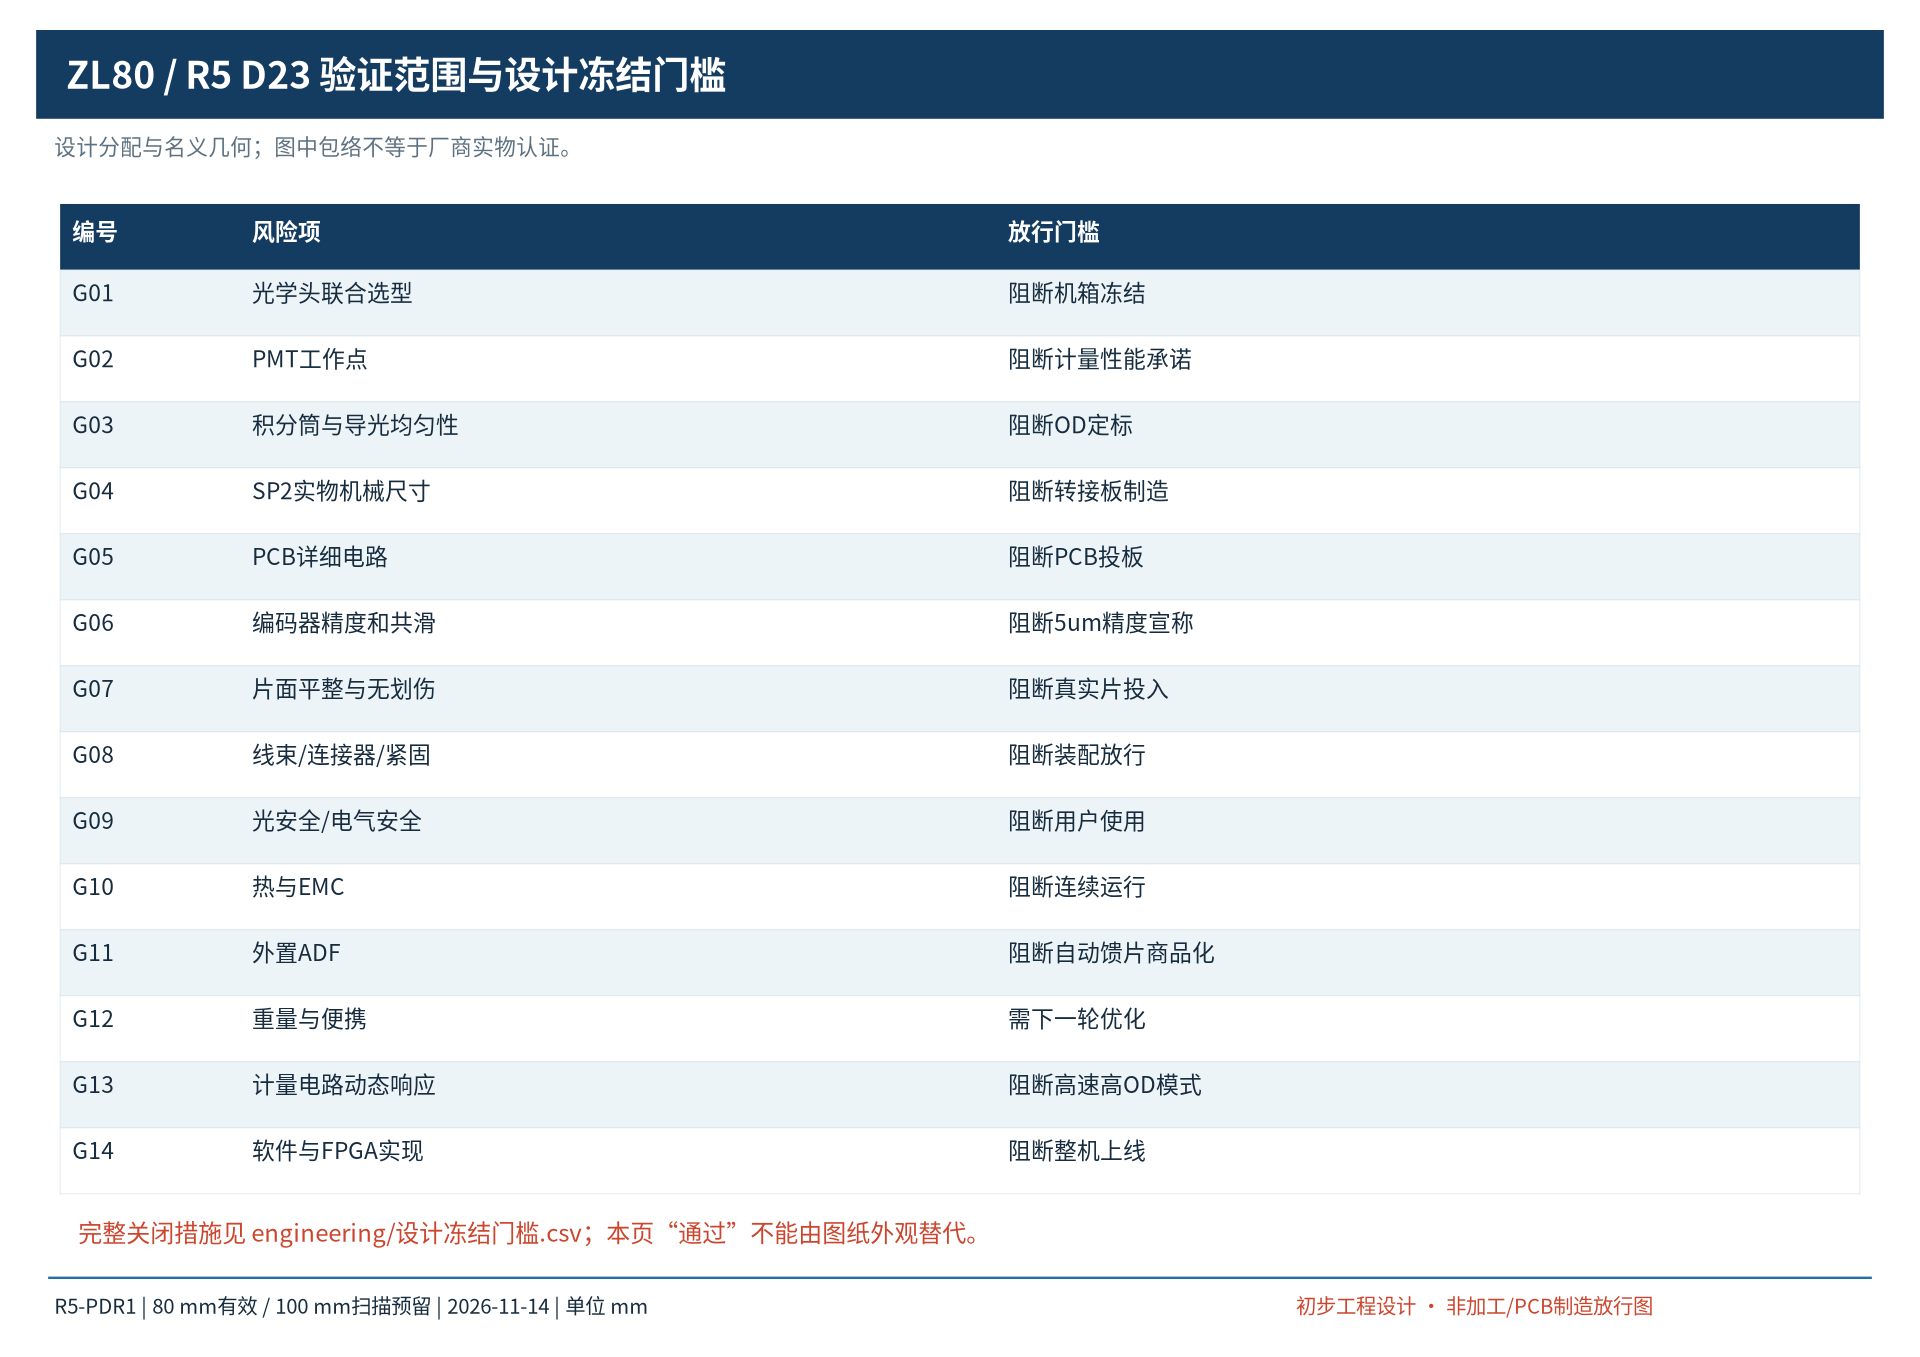 ZL80 / R5 D23 验证范围与设计冻结门槛
设计分配与名义几何；图中包络不等于厂商实物认证。
编号 风险项 放行门槛
G01 光学头联合选型 阻断机箱冻结
G02 PMT工作点 阻断计量性能承诺
G03 积分筒与导光均匀性 阻断OD定标
G04 SP2实物机械尺寸 阻断转接板制造
G05 PCB详细电路 阻断PCB投板
G06 编码器精度和共滑 阻断5um精度宣称
G07 片面平整与无划伤 阻断真实片投入
G08 线束/连接器/紧固 阻断装配放行
G09 光安全/电气安全 阻断用户使用
G10 热与EMC 阻断连续运行
G11 外置ADF 阻断自动馈片商品化
G12 重量与便携 需下一轮优化
G13 计量电路动态响应 阻断高速高OD模式
G14 软件与FPGA实现 阻断整机上线
完整关闭措施见 engineering/设计冻结门槛.csv；本页“通过”不能由图纸外观替代。
R5-PDR1 | 80 mm有效 / 100 mm扫描预留 | 2026-11-14 | 单位 mm
初步工程设计 · 非加工/PCB制造放行图